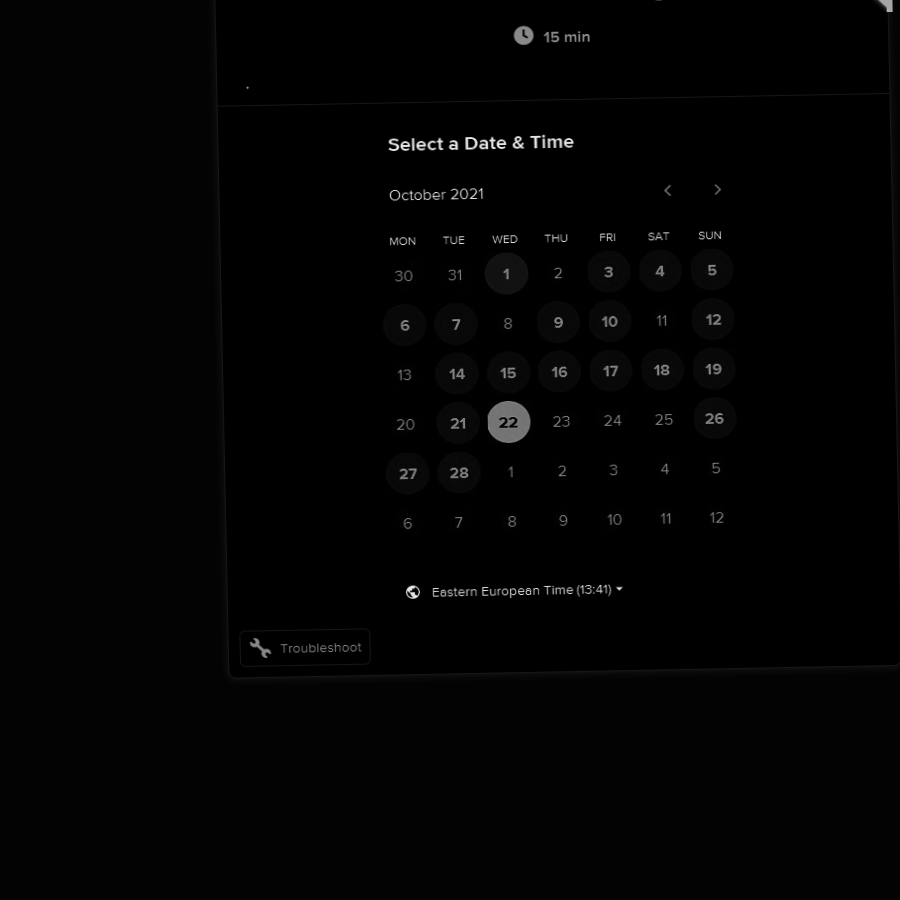 15 min
.
Select a Date & Time
October 2021
MON TUE WED THU FRI SAT SUN
30 31 1 2 3 4 5
6 7 8 9 10 11 12
13 14 15 16 17 18 19
20 21 22 23 24 25 26
27 28 1 2 3 4 5
6 7 8 9 10 11 12
Eastern European Time (13:41)
Troubleshoot